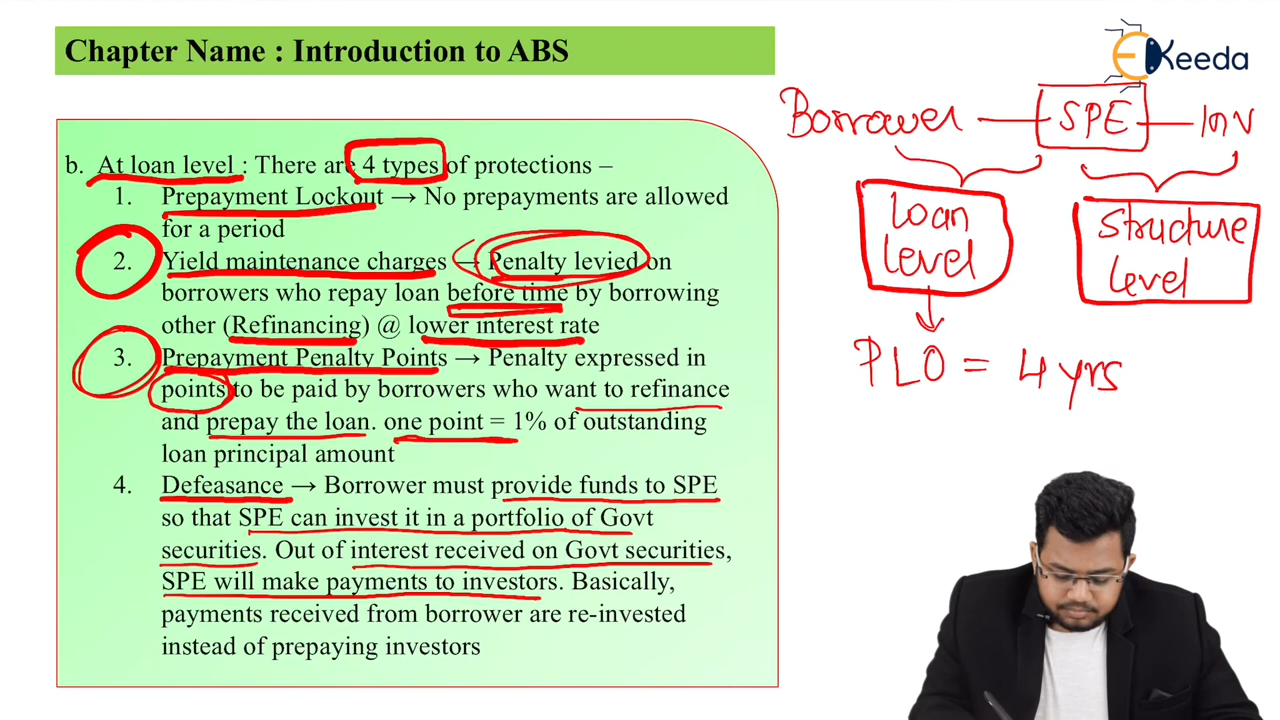 Chapter Name : Introduction to ABS
EKeeda
b. At loan level : There are 4 types of protections –
1. Prepayment Lockout → No prepayments are allowed
for a period
2. Yield maintenance charges → Penalty levied on
borrowers who repay loan before time by borrowing
other (Refinancing) @ lower interest rate
3. Prepayment Penalty Points → Penalty expressed in
points to be paid by borrowers who want to refinance
and prepay the loan. one point = 1% of outstanding
loan principal amount
4. Defeasance → Borrower must provide funds to SPE
so that SPE can invest it in a portfolio of Govt
securities. Out of interest received on Govt securities,
SPE will make payments to investors. Basically,
payments received from borrower are re-invested
instead of prepaying investors
Borrower — SPE — Inv
Loan
level
Structure
level
PLO = 4 yrs